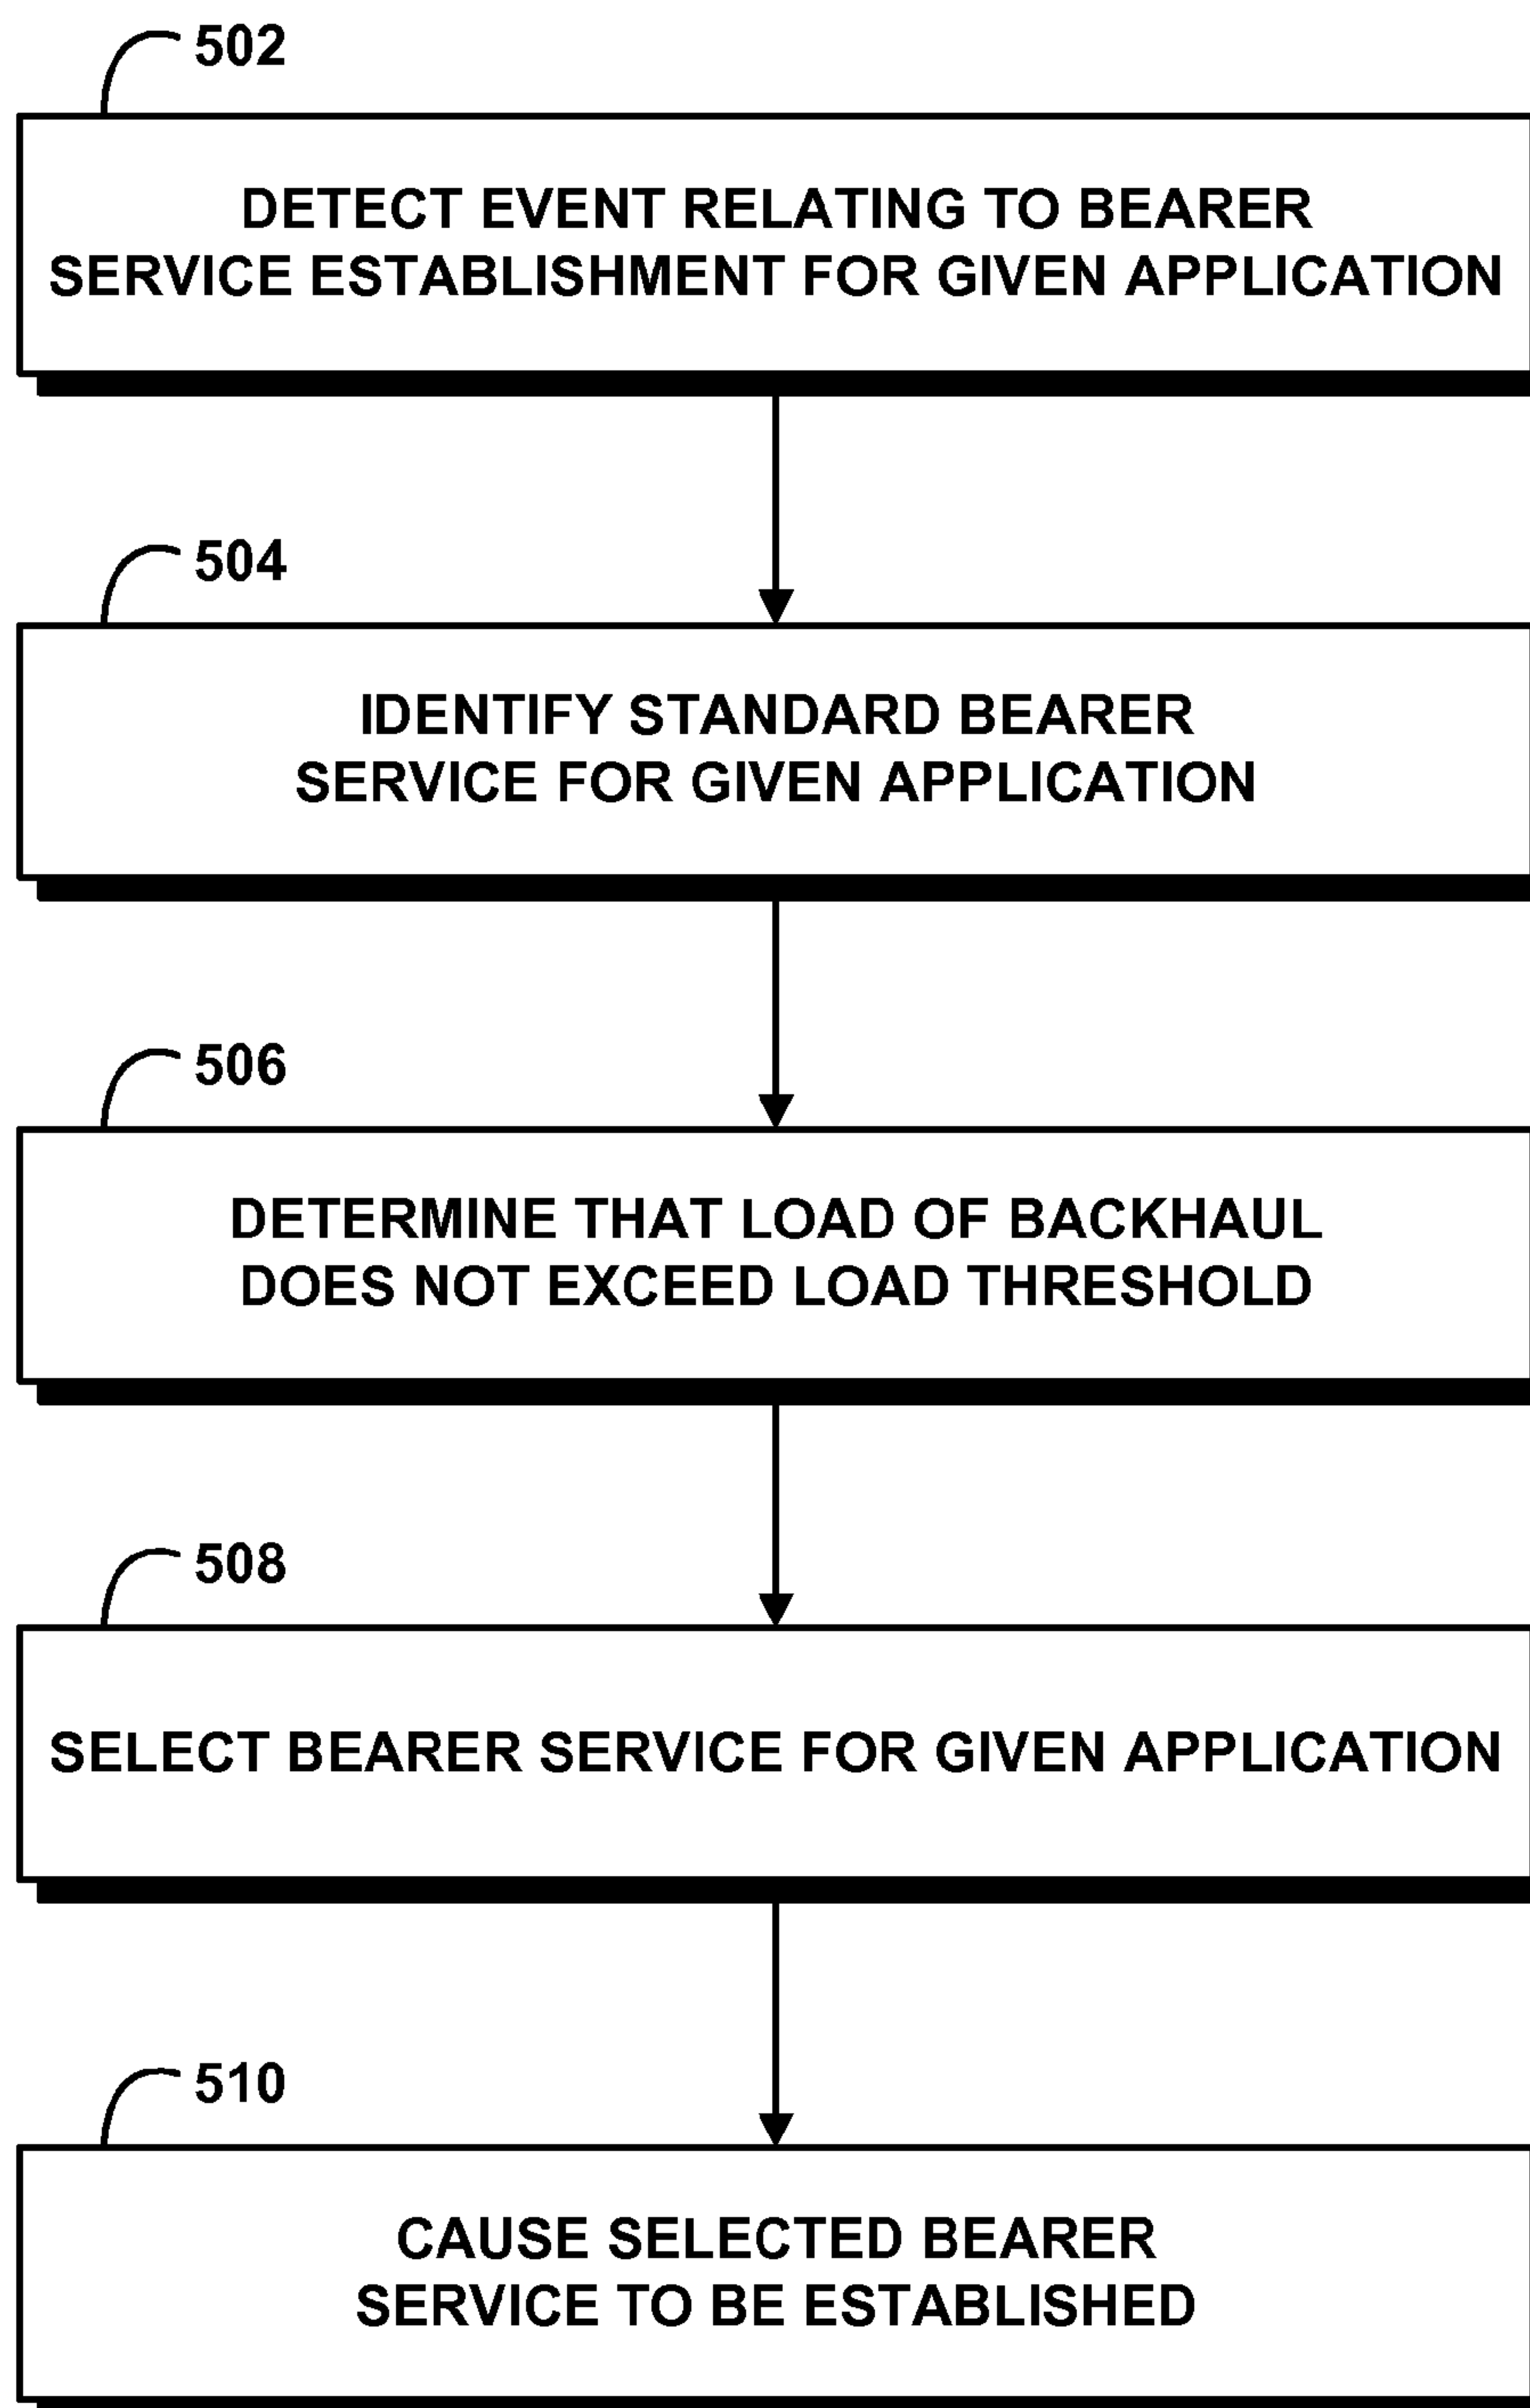 502
DETECT EVENT RELATING TO BEARER
SERVICE ESTABLISHMENT FOR GIVEN APPLICATION
504
IDENTIFY STANDARD BEARER
SERVICE FOR GIVEN APPLICATION
506
DETERMINE THAT LOAD OF BACKHAUL
DOES NOT EXCEED LOAD THRESHOLD
508
SELECT BEARER SERVICE FOR GIVEN APPLICATION
510
CAUSE SELECTED BEARER
SERVICE TO BE ESTABLISHED